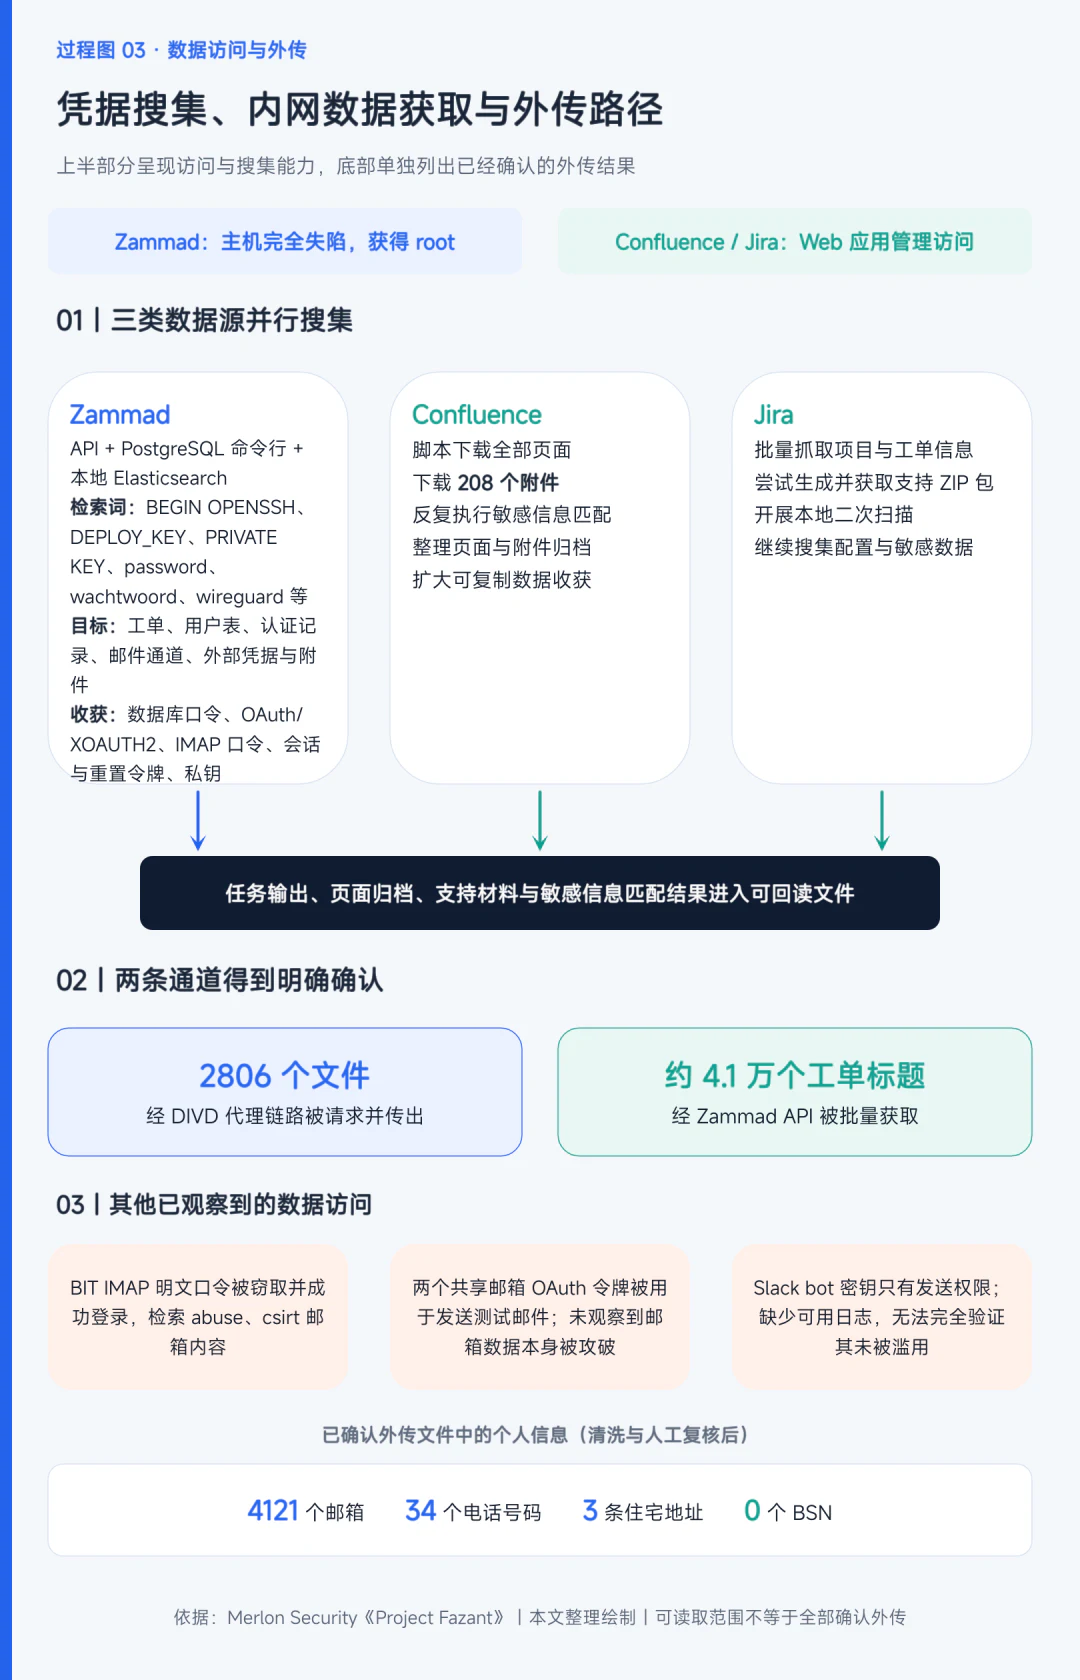 过程图 03 · 数据访问与外传
凭据搜集、内网数据获取与外传路径
上半部分呈现访问与搜集能力，底部单独列出已经确认的外传结果
Zammad：主机完全失陷，获得 root
Confluence / Jira：Web 应用管理访问
01丨三类数据源并行搜集
Zammad
API + PostgreSQL 命令行 +
本地 Elasticsearch
检索词：BEGIN OPENSSH、
DEPLOY_KEY、PRIVATE
KEY、password、
wachtwoord、wireguard 等
目标：工单、用户表、认证记
录、邮件通道、外部凭据与附
件
收获：数据库口令、OAuth/
XOAUTH2、IMAP 口令、会话
与重置令牌、私钥
Confluence
脚本下载全部页面
下载 208 个附件
反复执行敏感信息匹配
整理页面与附件归档
扩大可复制数据收获
Jira
批量抓取项目与工单信息
尝试生成并获取支持 ZIP 包
开展本地二次扫描
继续搜集配置与敏感数据
任务输出、页面归档、支持材料与敏感信息匹配结果进入可回读文件
02丨两条通道得到明确确认
2806 个文件
经 DIVD 代理链路被请求并传出
约 4.1 万个工单标题
经 Zammad API 被批量获取
03丨其他已观察到的数据访问
BIT IMAP 明文口令被窃取并成
功登录，检索 abuse、csirt 邮
箱内容
两个共享邮箱 OAuth 令牌被用
于发送测试邮件；未观察到邮
箱数据本身被攻破
Slack bot 密钥只有发送权限；
缺少可用日志，无法完全验证
其未被滥用
已确认外传文件中的个人信息（清洗与人工复核后）
4121 个邮箱 34 个电话号码 3 条住宅地址 0 个 BSN
依据：Merlon Security《Project Fazant》丨本文整理绘制丨可读取范围不等于全部确认外传